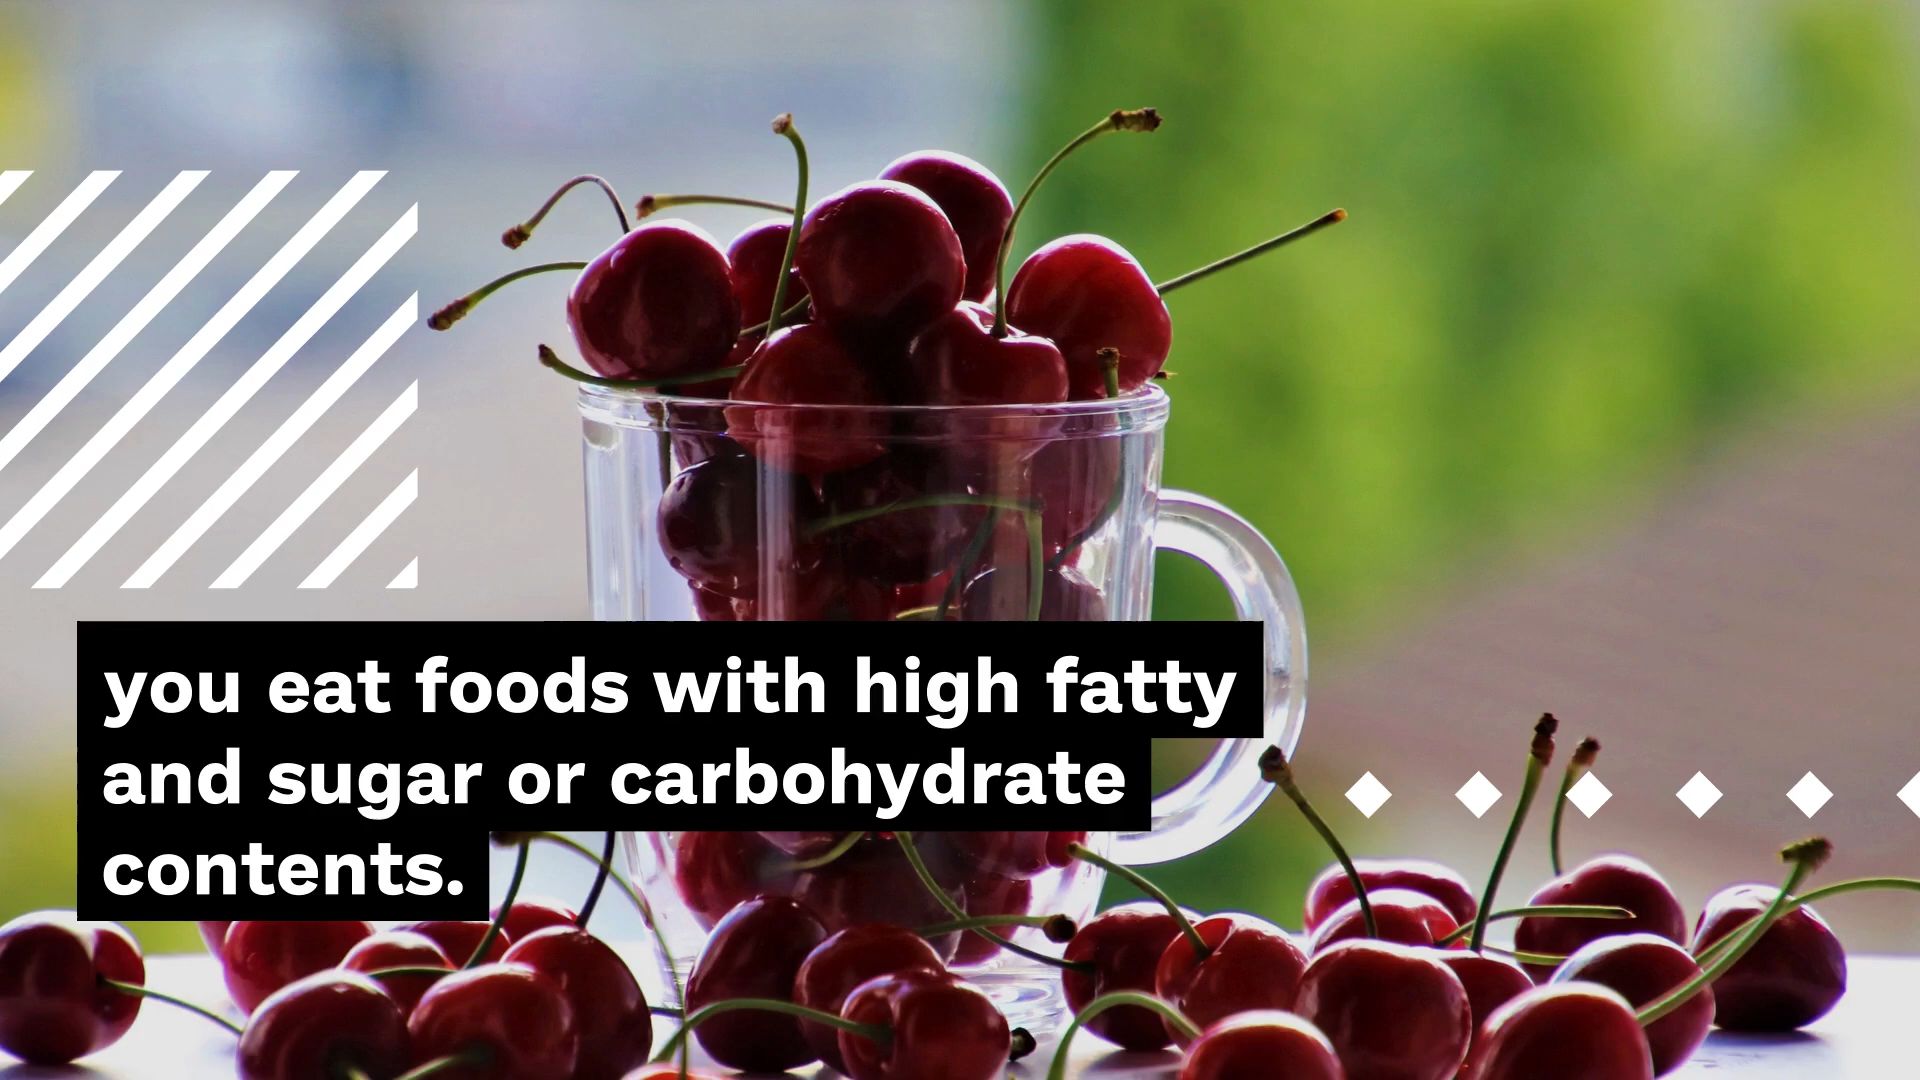 you eat foods with high fatty
and sugar or carbohydrate
contents.